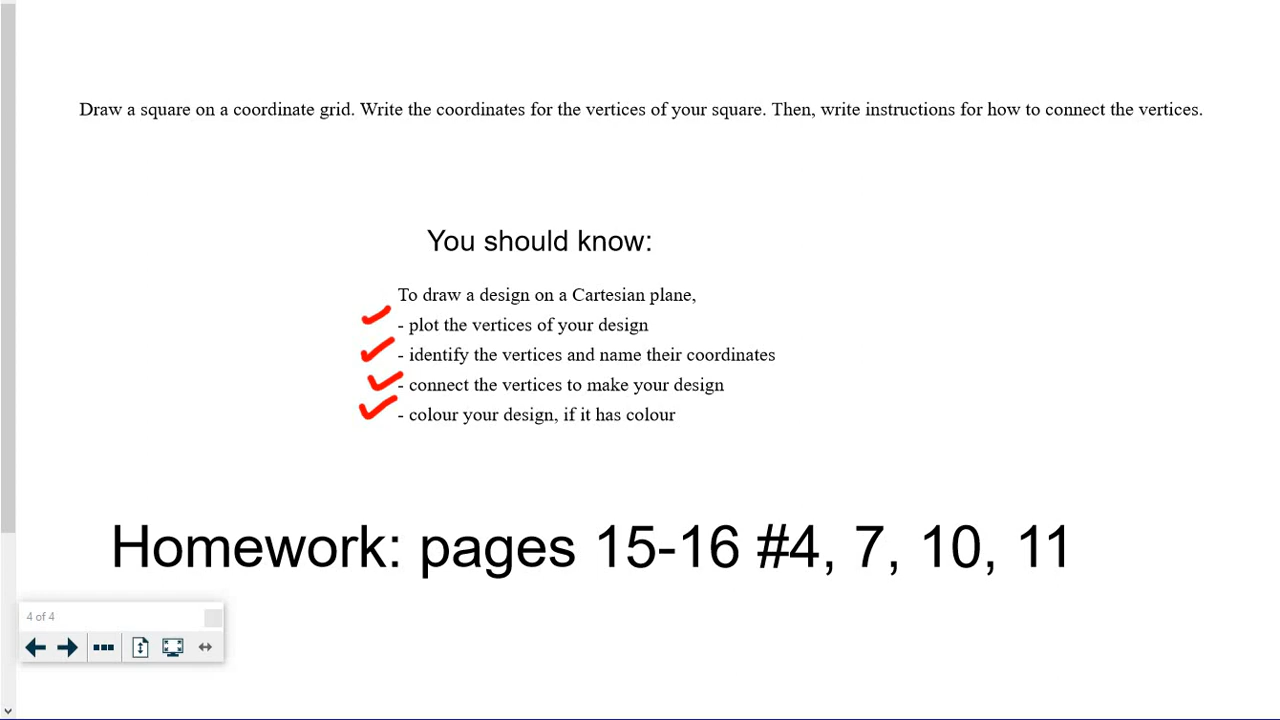 Draw a square on a coordinate grid. Write the coordinates for the vertices of your square. Then, write instructions for how to connect the vertices.
You should know:
To draw a design on a Cartesian plane,
- plot the vertices of your design
- identify the vertices and name their coordinates
- connect the vertices to make your design
- colour your design, if it has colour
Homework: pages 15-16 #4, 7, 10, 11
4 of 4